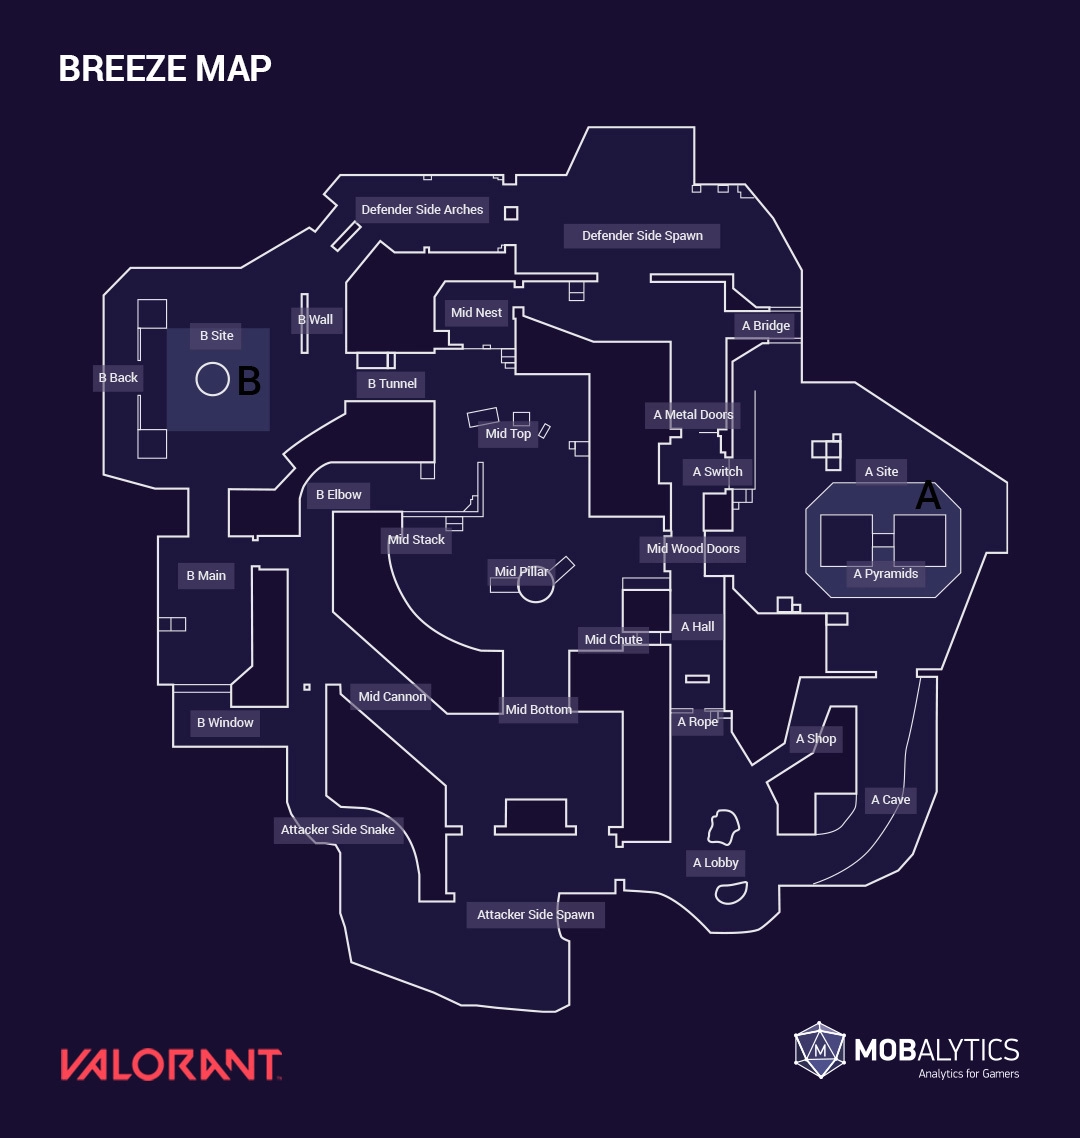 BREEZE MAP
Defender Side Arches
Defender Side Spawn
Mid Nest
B Wall
A Bridge
B Site
B Back
B
B Tunnel
A Metal Doors
Mid Top
A Switch
A Site
A
B Elbow
Mid Stack
Mid Wood Doors
Mid Pillar
A Pyramids
B Main
A Hall
Mid Chute
Mid Cannon
Mid Bottom
B Window
A Rope
A Shop
A Cave
Attacker Side Snake
A Lobby
Attacker Side Spawn
VALORANT
M
MOBALYTICS
Analytics for Gamers